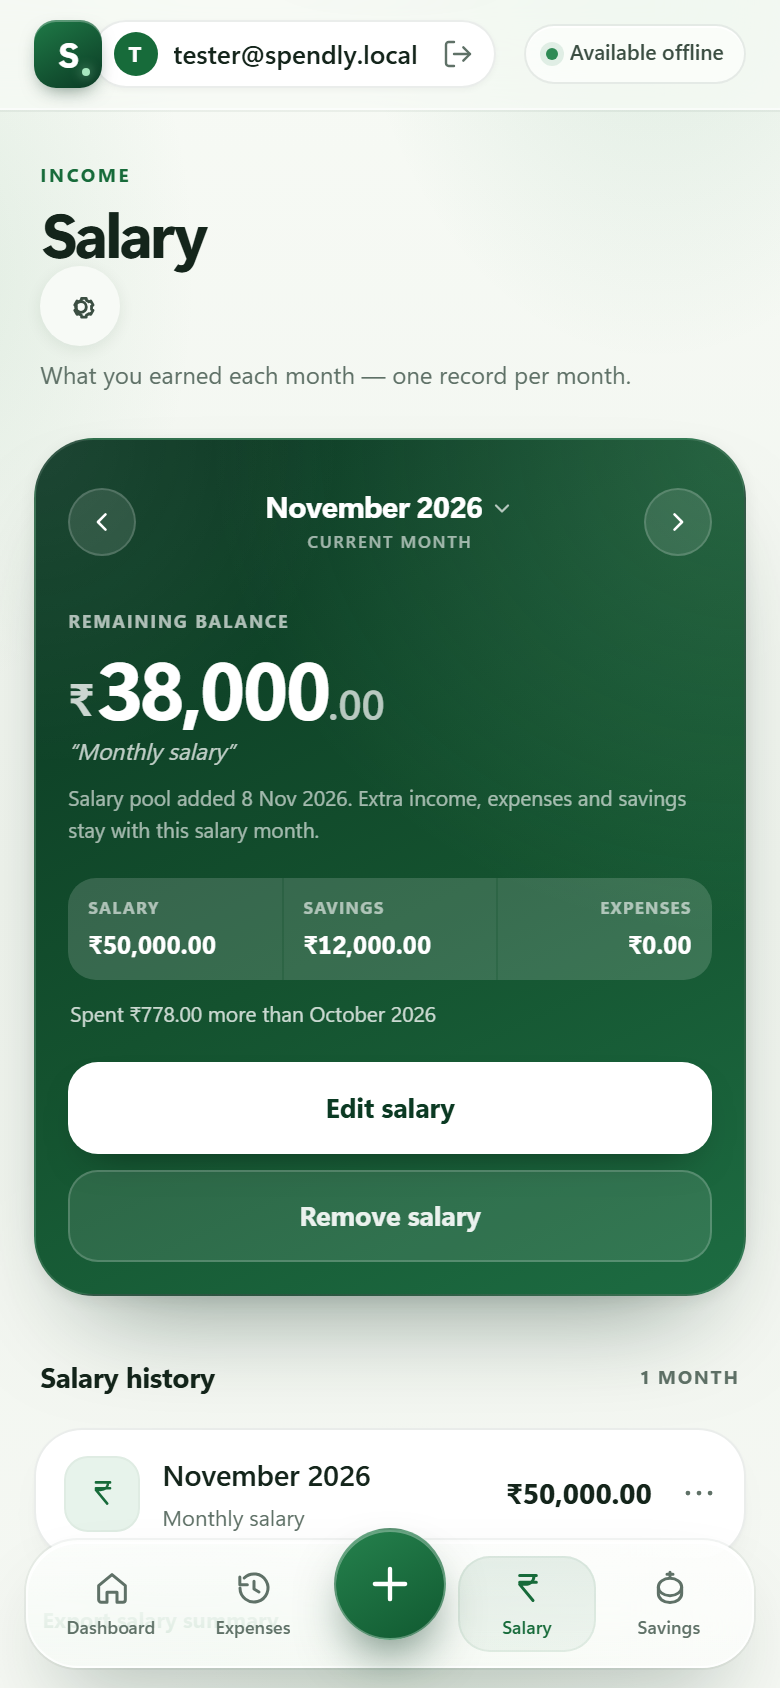 S.
T tester@spendly.local
Available offline
INCOME
Salary
What you earned each month — one record per month.
November 2026
CURRENT MONTH
REMAINING BALANCE
₹38,000.00
“Monthly salary”
Salary pool added 8 Nov 2026. Extra income, expenses and savings
stay with this salary month.
SALARY SAVINGS EXPENSES
₹50,000.00 ₹12,000.00 ₹0.00
Spent ₹778.00 more than October 2026
Edit salary
Remove salary
Salary history 1 MONTH
₹ November 2026 ₹50,000.00 ...
Monthly salary
Export salary summary
+ ₹
Dashboard Expenses Salary Savings